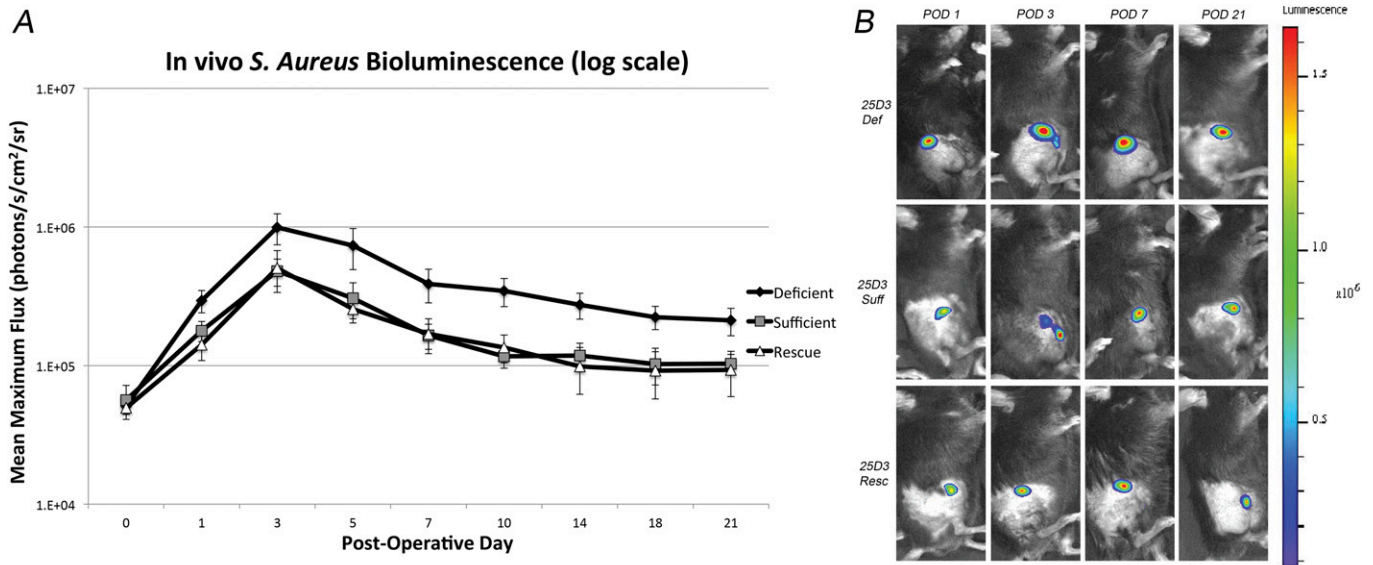 A
In vivo S. Aureus Bioluminescence (log scale)
Mean Maximum Flux (photons/s/cm²/sr)
1.E+07
1.E+06
1.E+05
1.E+04
0 1 3 5 7 10 14 18 21
Post-Operative Day
Deficient
Sufficient
Rescue
B
POD 1 POD 3 POD 7 POD 21
25D3
Def
25D3
Suff
25D3
Resc
Luminescence
1.5
1.0
x10⁶
0.5